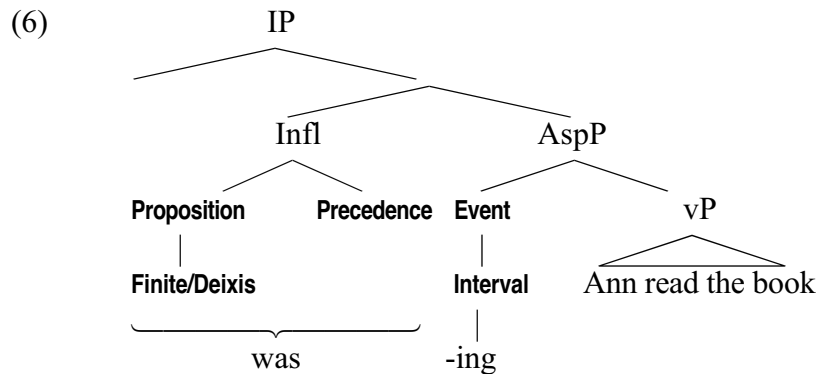 (6) IP
Infl AspP
Proposition Precedence Event vP
Finite/Deixis Interval Ann read the book
was -ing